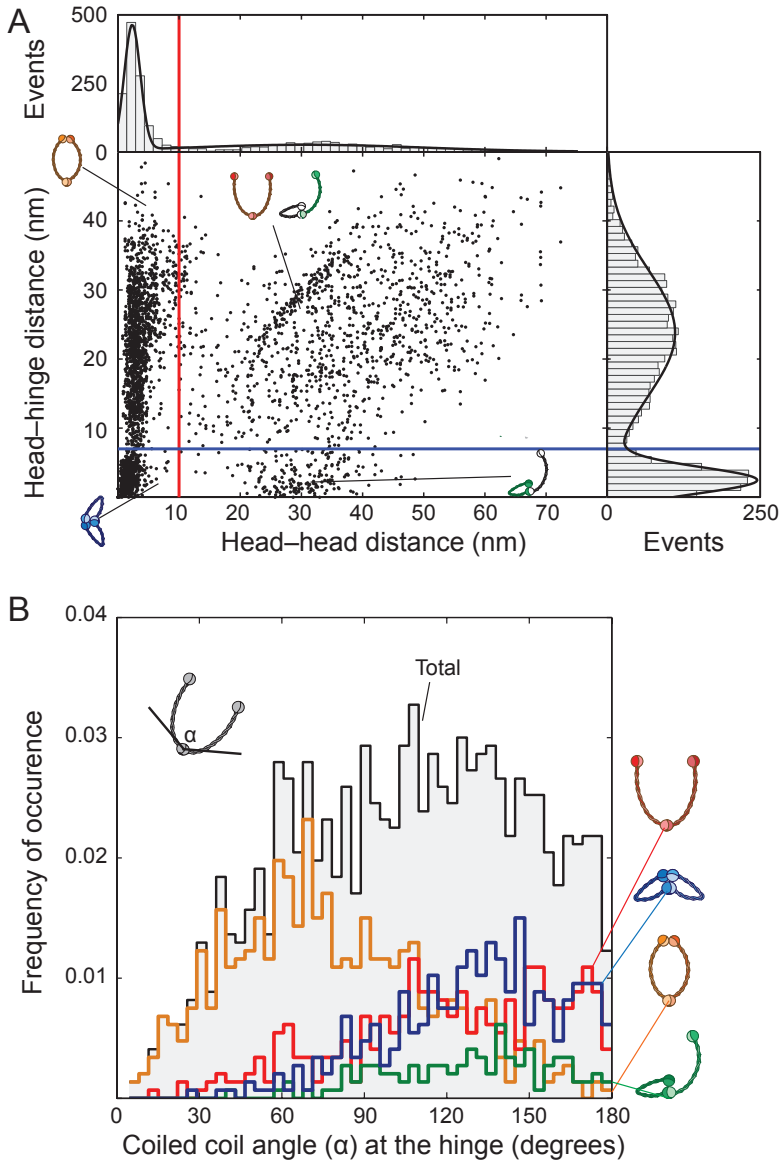 A
Events
500
250
0
Head–hinge distance (nm)
40
30
20
10
10 20 30 40 50 60 70
Head–head distance (nm)
0 250
Events
B
Frequency of occurence
0.04
0.03
0.02
0.01
Total
α
0 30 60 90 120 150 180
Coiled coil angle (α) at the hinge (degrees)